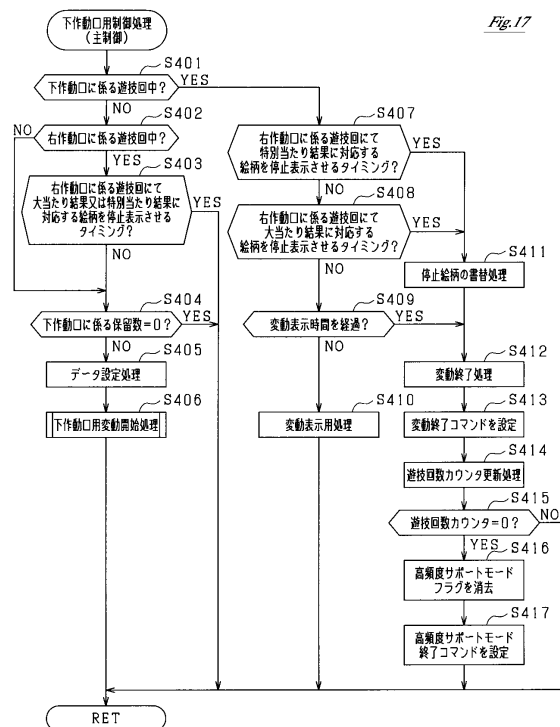 Fig.17
下作動口用制御処理
(主制御)
S401
下作動口に係る遊技回中?
YES
NO
S402
右作動口に係る遊技回中?
NO
YES
S403
右作動口に係る遊技回にて
大当たり結果又は特別当たり結果に
対応する絵柄を停止表示させる
タイミング?
YES
NO
S404
下作動口に係る保留数=0?
YES
NO
S405
データ設定処理
S406
下作動口用変動開始処理
S407
右作動口に係る遊技回にて
特別当たり結果に対応する
絵柄を停止表示させるタイミング?
YES
NO
S408
右作動口に係る遊技回にて
大当たり結果に対応する
絵柄を停止表示させるタイミング?
YES
NO
S409
変動表示時間を経過?
YES
NO
S410
変動表示用処理
S411
停止絵柄の書替処理
S412
変動終了処理
S413
変動終了コマンドを設定
S414
遊技回数カウンタ更新処理
S415
遊技回数カウンタ=0?
NO
YES
S416
高頻度サポートモード
フラグを消去
S417
高頻度サポートモード
終了コマンドを設定
RET